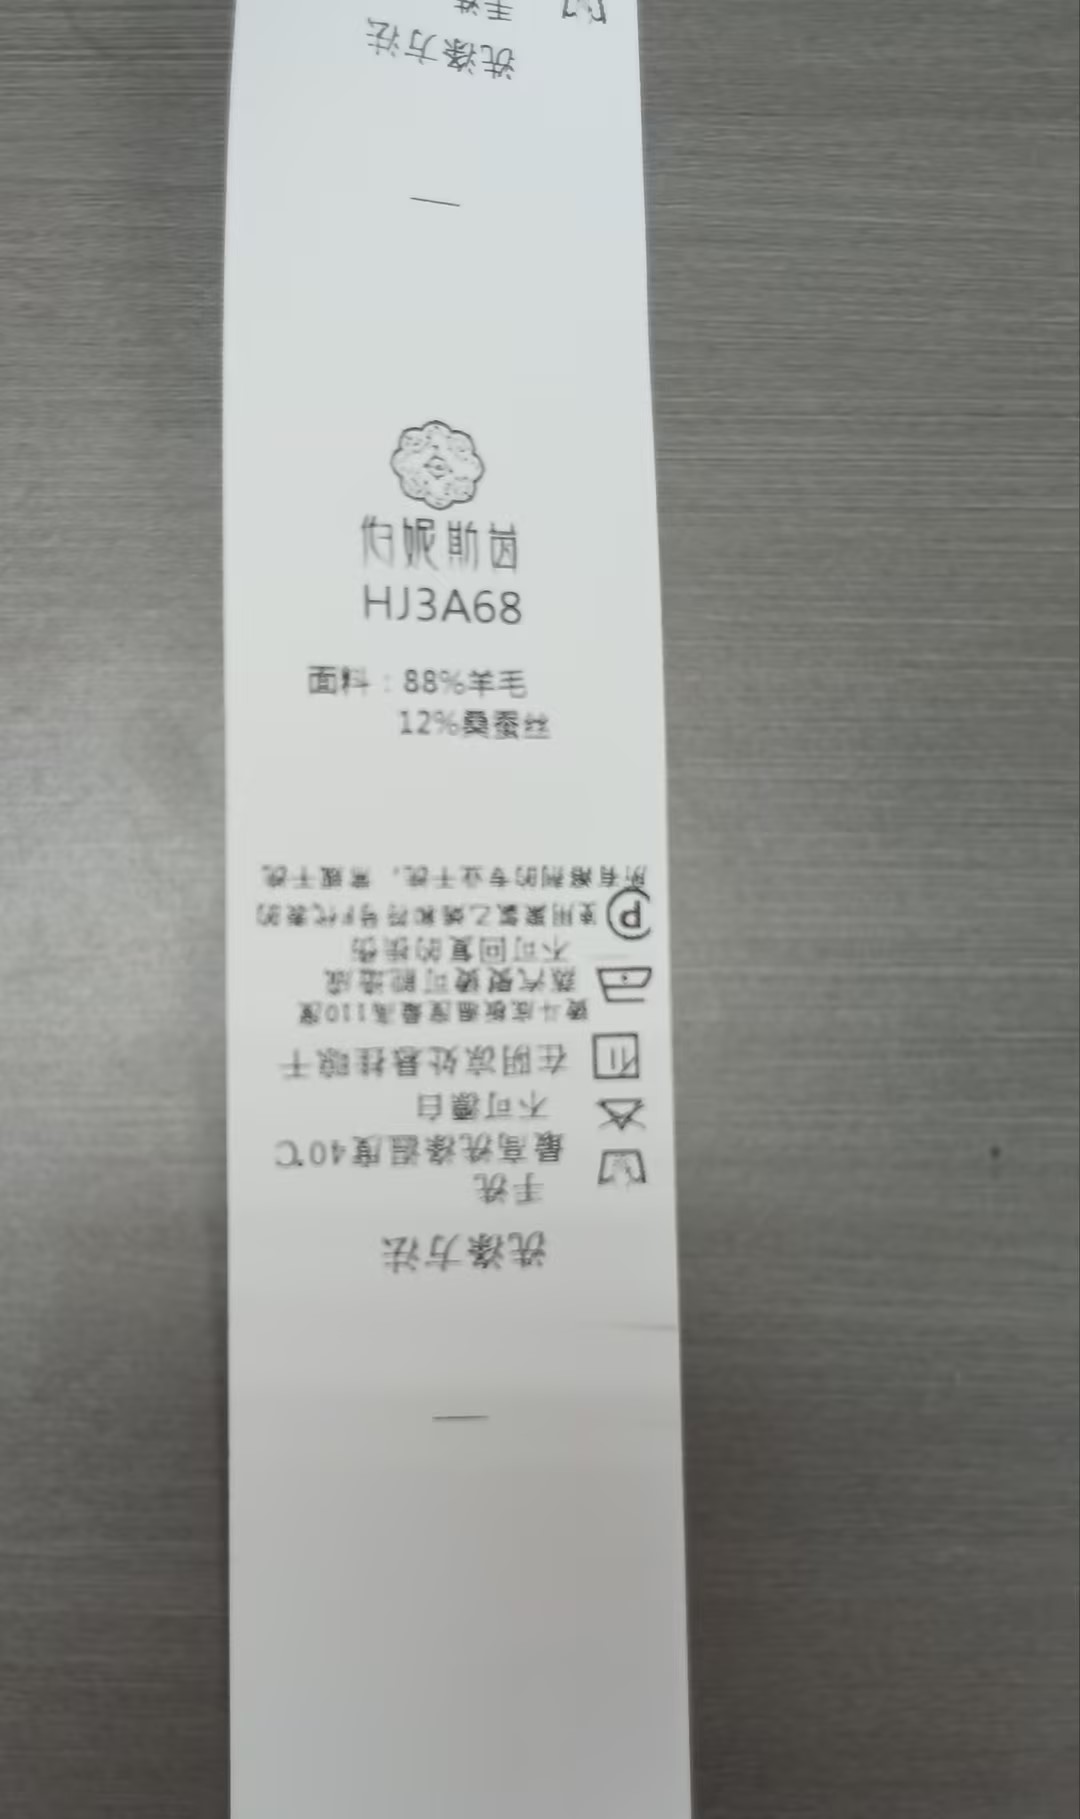 手洗
洗涤方法
伯妮斯茵
HJ3A68
面料：88%羊毛
12%桑蚕丝
洗涤方法
手洗
最高洗涤温度40℃
不可漂白
在阴凉处悬挂晾干
熨斗底板温度最高110度
蒸汽熨烫可能造成
不可回复的损伤
使用聚氯乙烯和符号F代表的
所有溶剂的专业干洗，常规干洗